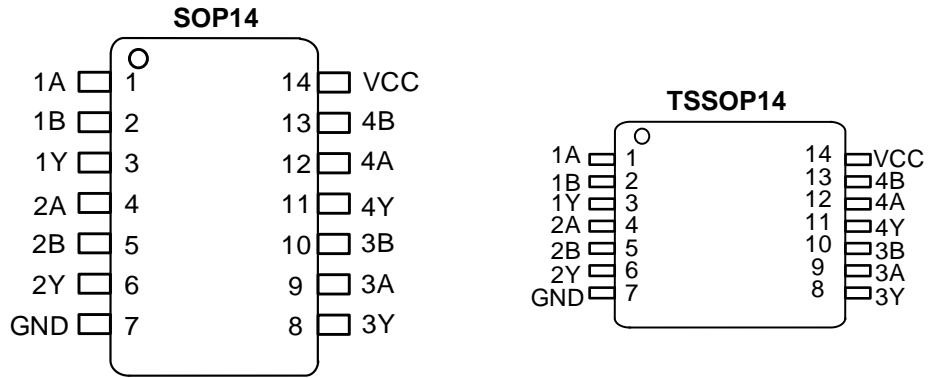 SOP14
1A 1 14 VCC
1B 2 13 4B
1Y 3 12 4A
2A 4 11 4Y
2B 5 10 3B
2Y 6 9 3A
GND 7 8 3Y
TSSOP14
1A 1 14 VCC
1B 2 13 4B
1Y 3 12 4A
2A 4 11 4Y
2B 5 10 3B
2Y 6 9 3A
GND 7 8 3Y